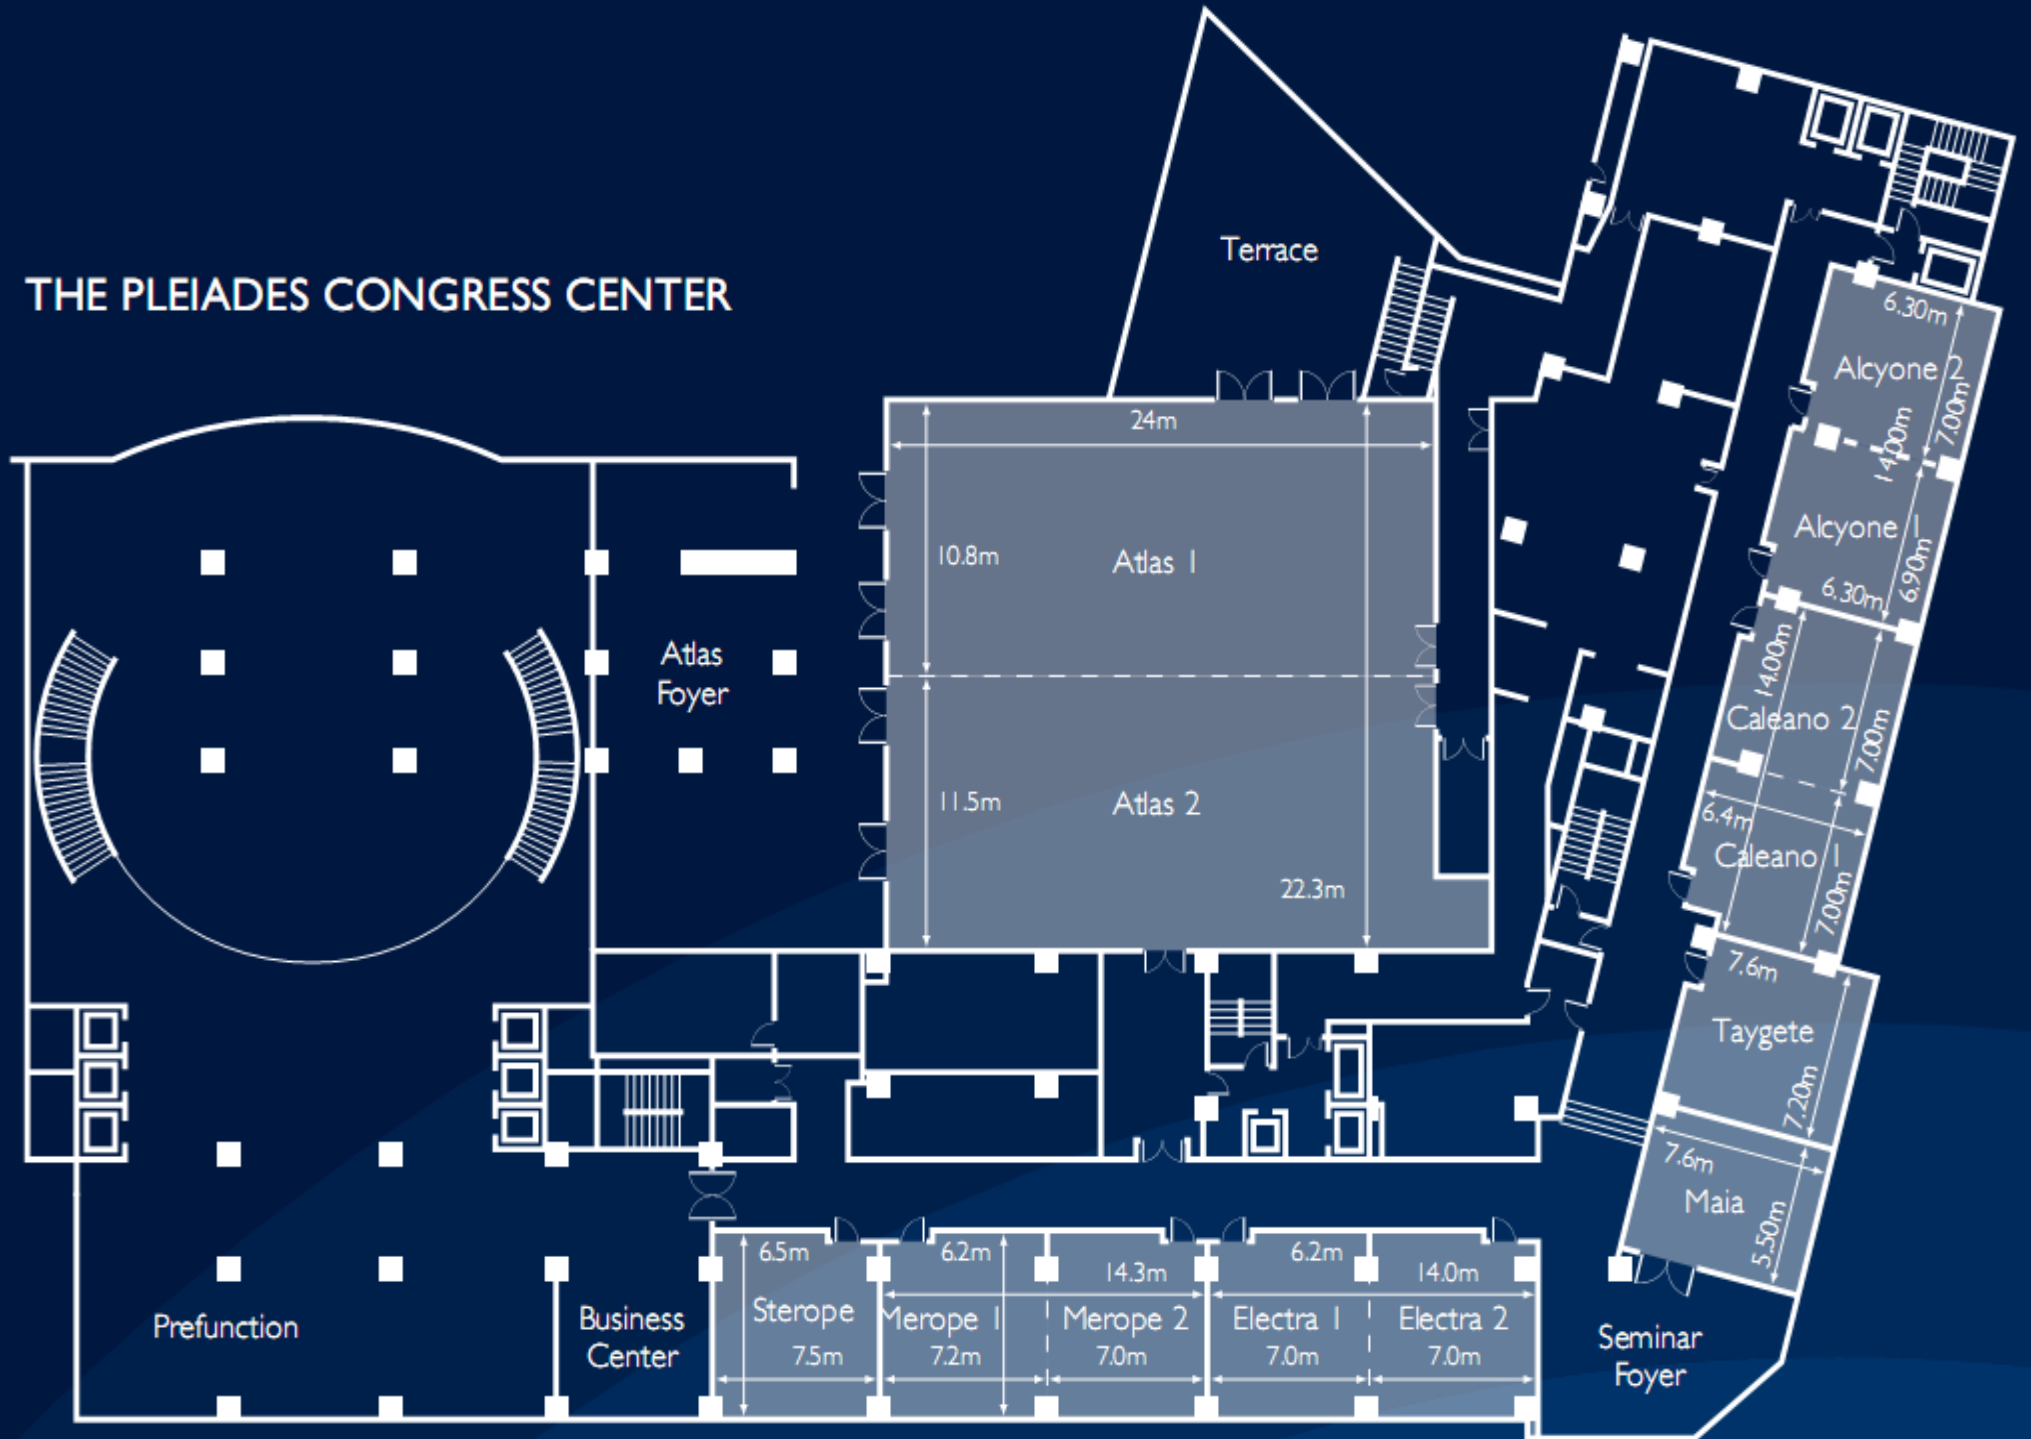 THE PLEIADES CONGRESS CENTER
Terrace
6.30m
Alcyone 2
7.00m
14.00m
24m
10.8m
Atlas 1
Alcyone 1
6.90m
6.30m
Atlas
Foyer
14.00m
Caleano 2
7.00m
11.5m
Atlas 2
22.3m
6.4m
Caleano 1
7.00m
7.6m
Taygete
7.20m
7.6m
Maia
5.50m
6.5m
6.2m
14.3m
6.2m
14.0m
Prefunction
Business
Center
Sterope
7.5m
Merope 1
7.2m
Merope 2
7.0m
Electra 1
7.0m
Electra 2
7.0m
Seminar
Foyer